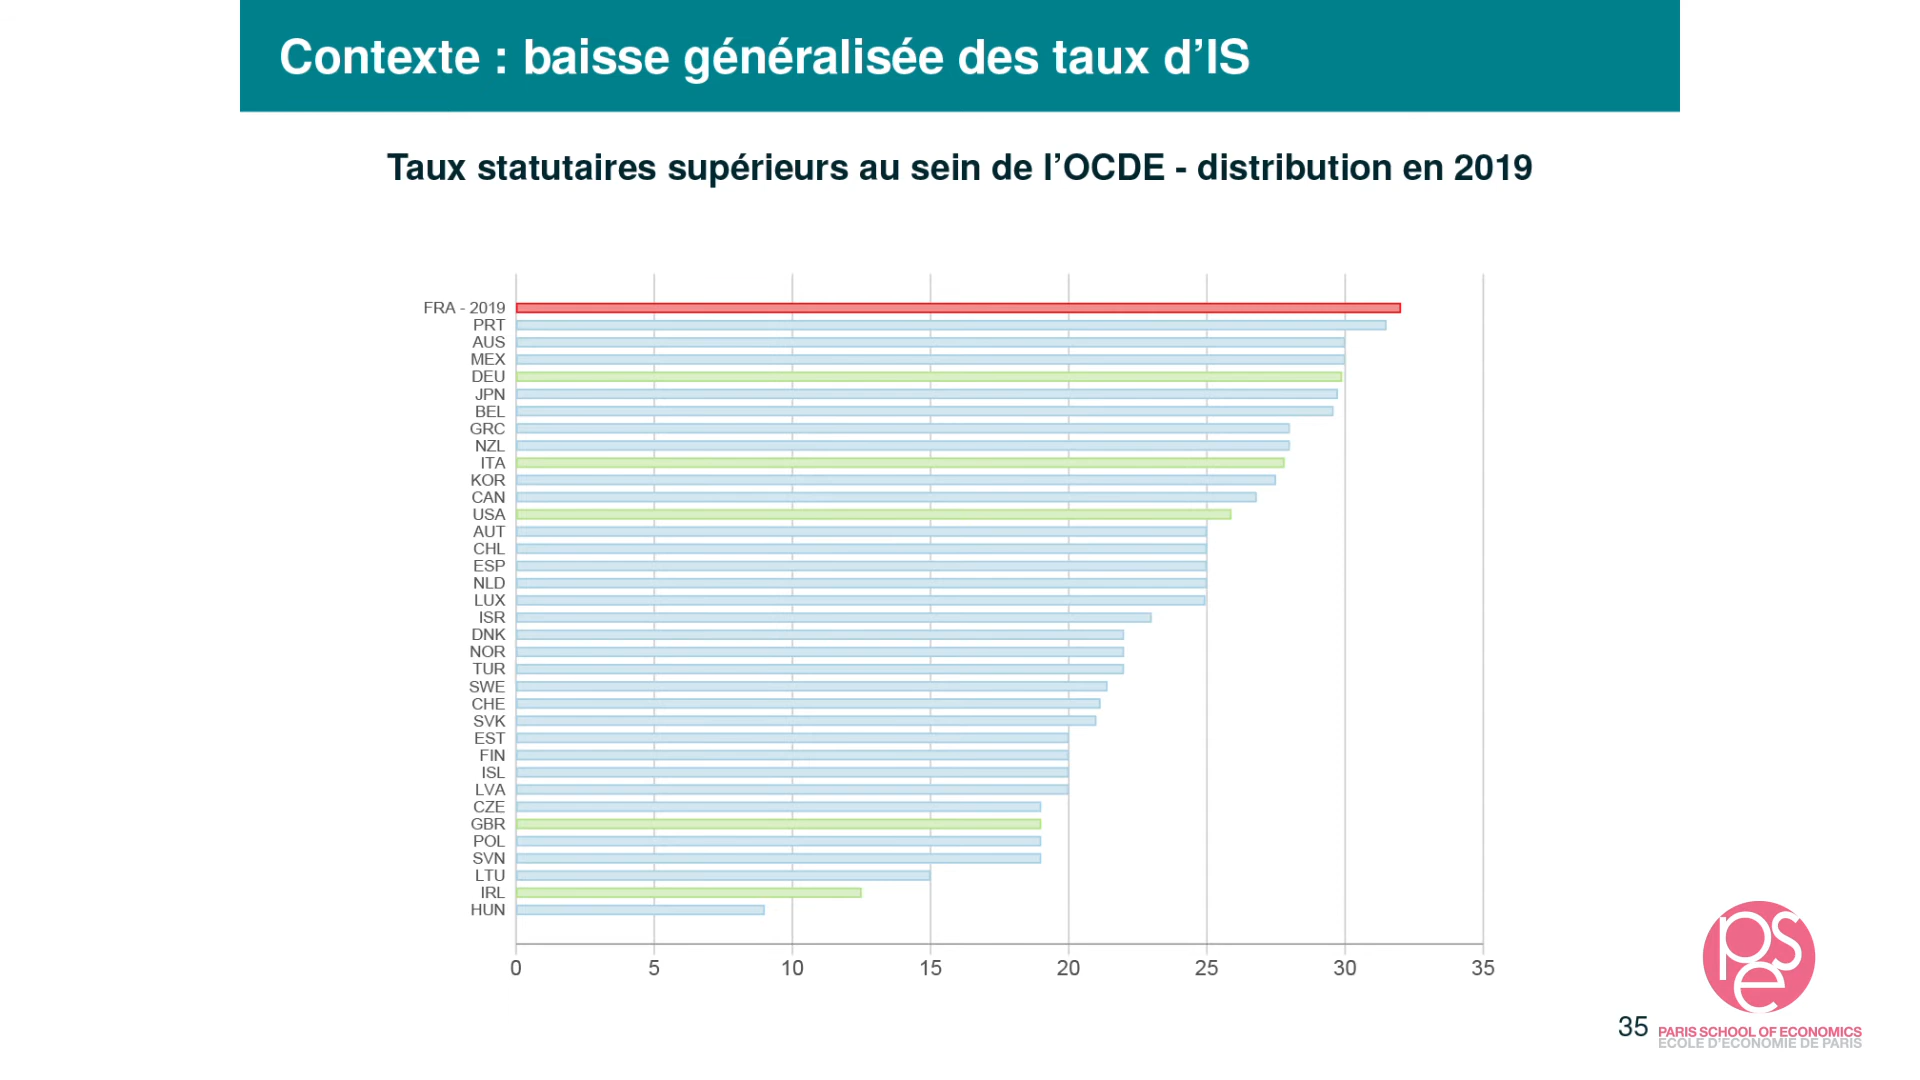 Contexte : baisse généralisée des taux d’IS
Taux statutaires supérieurs au sein de l’OCDE - distribution en 2019
FRA - 2019
PRT
AUS
MEX
DEU
JPN
BEL
GRC
NZL
ITA
KOR
CAN
USA
AUT
CHL
ESP
NLD
LUX
ISR
DNK
NOR
TUR
SWE
CHE
SVK
EST
FIN
ISL
LVA
CZE
GBR
POL
SVN
LTU
IRL
HUN
0 5 10 15 20 25 30 35
pse
35
PARIS SCHOOL OF ECONOMICS
ECOLE D'ECONOMIE DE PARIS